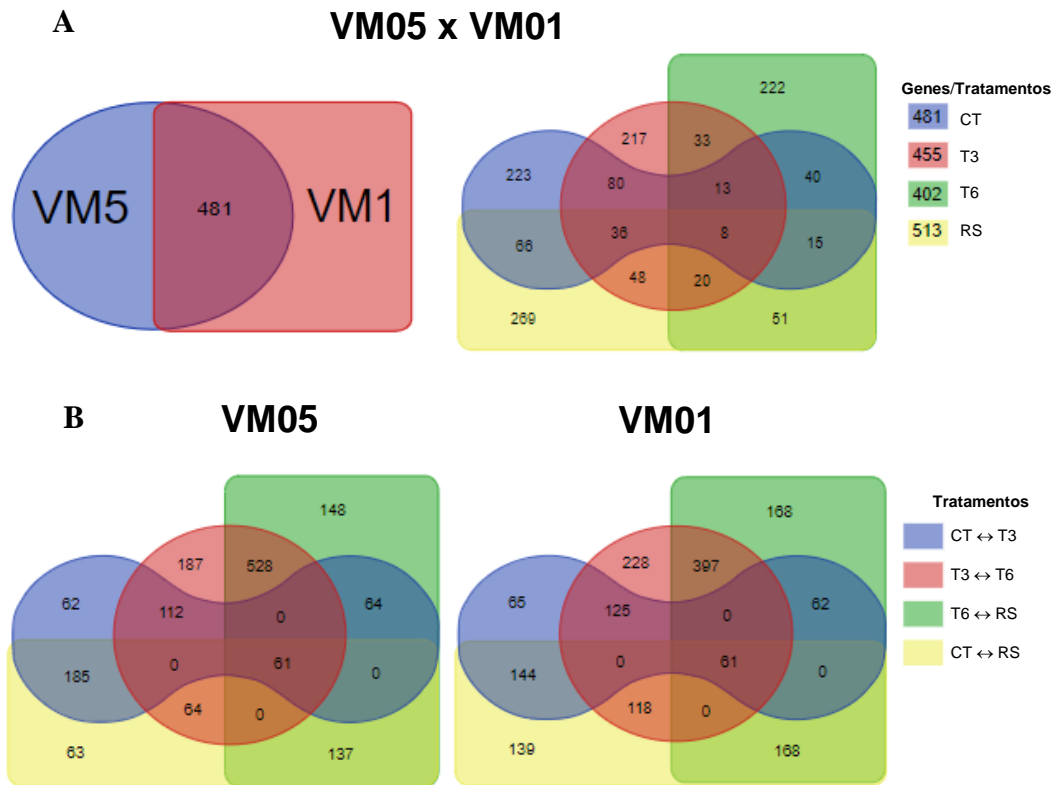 A
VM05 x VM01
VM5
481
VM1
222
217
33
223
80
13
40
66
36
8
15
48
20
269
51
Genes/Tratamentos
481 CT
455 T3
402 T6
513 RS
B
VM05
VM01
148
187
528
62
112
0
64
185
0
61
0
64
0
63
137
168
228
397
65
125
0
62
144
0
61
0
118
0
139
168
Tratamentos
CT ↔ T3
T3 ↔ T6
T6 ↔ RS
CT ↔ RS